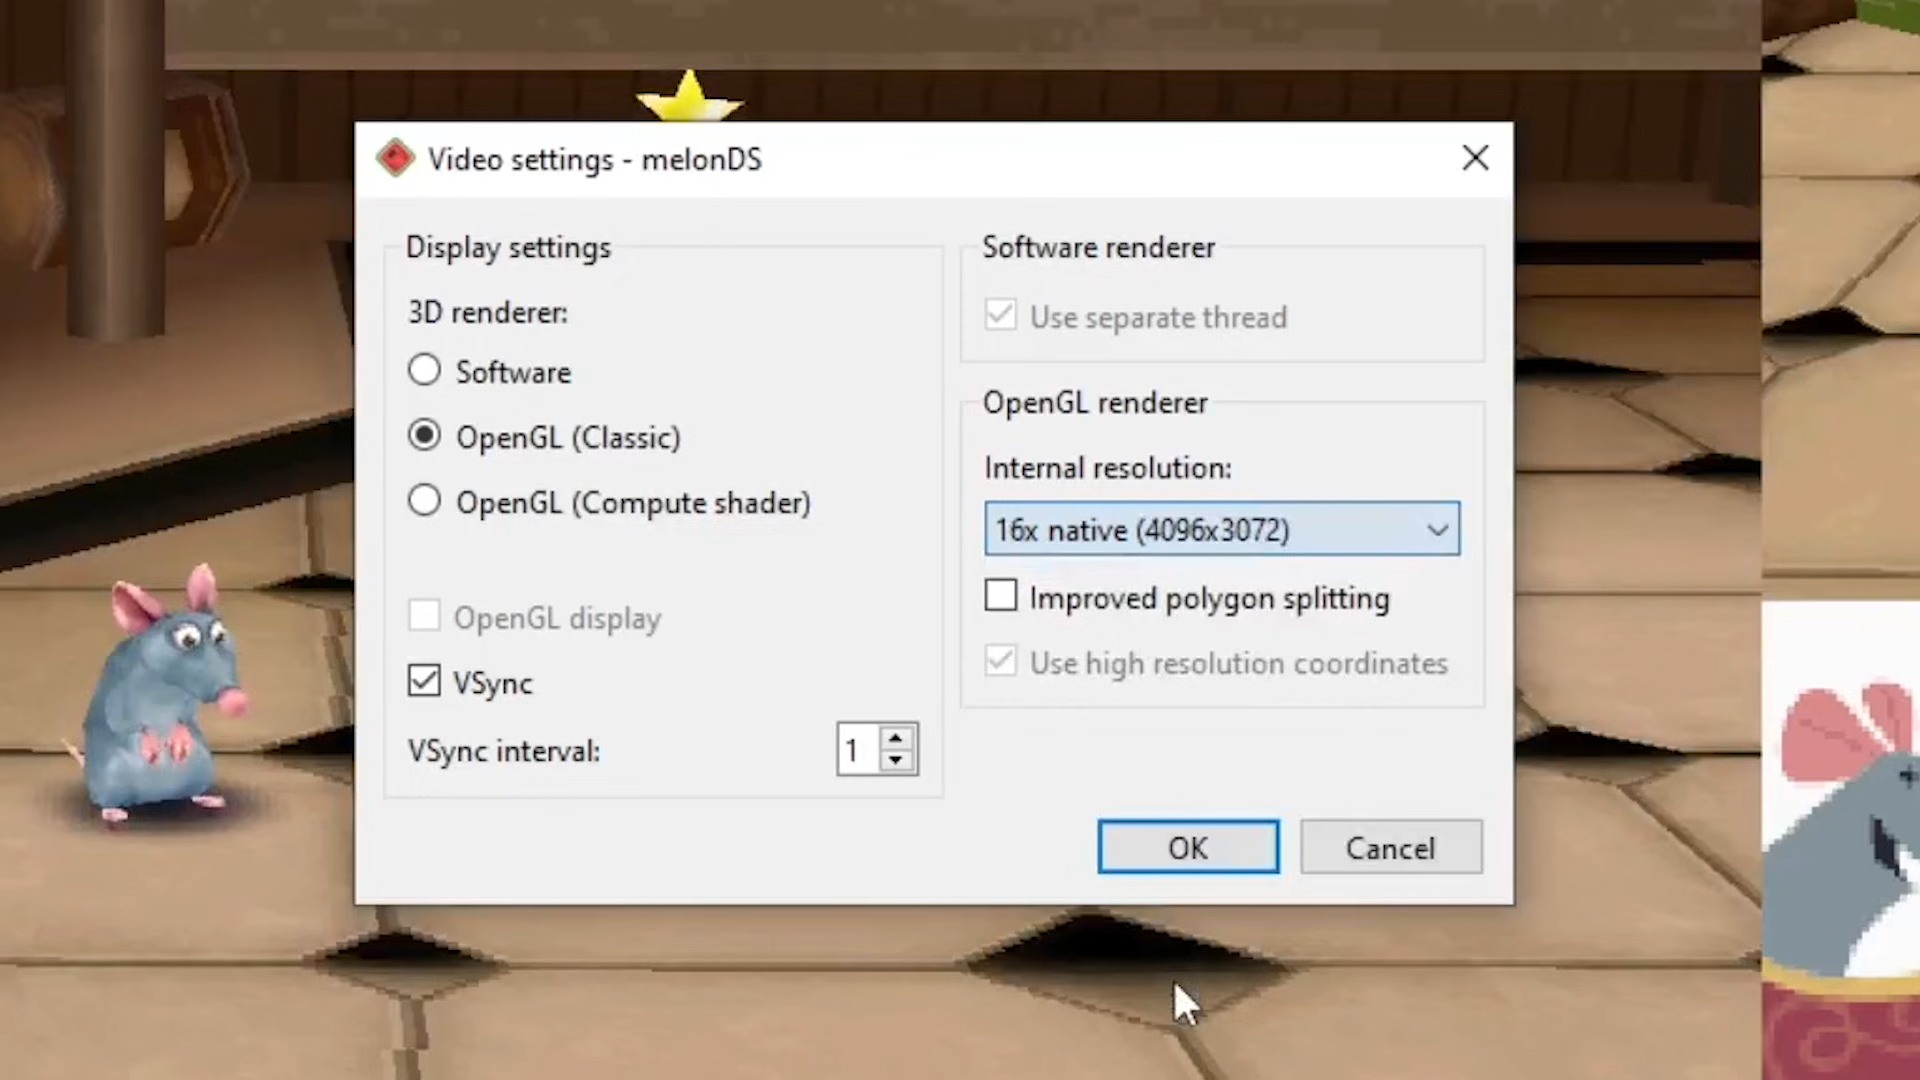 Video settings - melonDS
Display settings
3D renderer:
Software
OpenGL (Classic)
OpenGL (Compute shader)
OpenGL display
VSync
VSync interval:
1
Software renderer
Use separate thread
OpenGL renderer
Internal resolution:
16x native (4096x3072)
Improved polygon splitting
Use high resolution coordinates
OK
Cancel